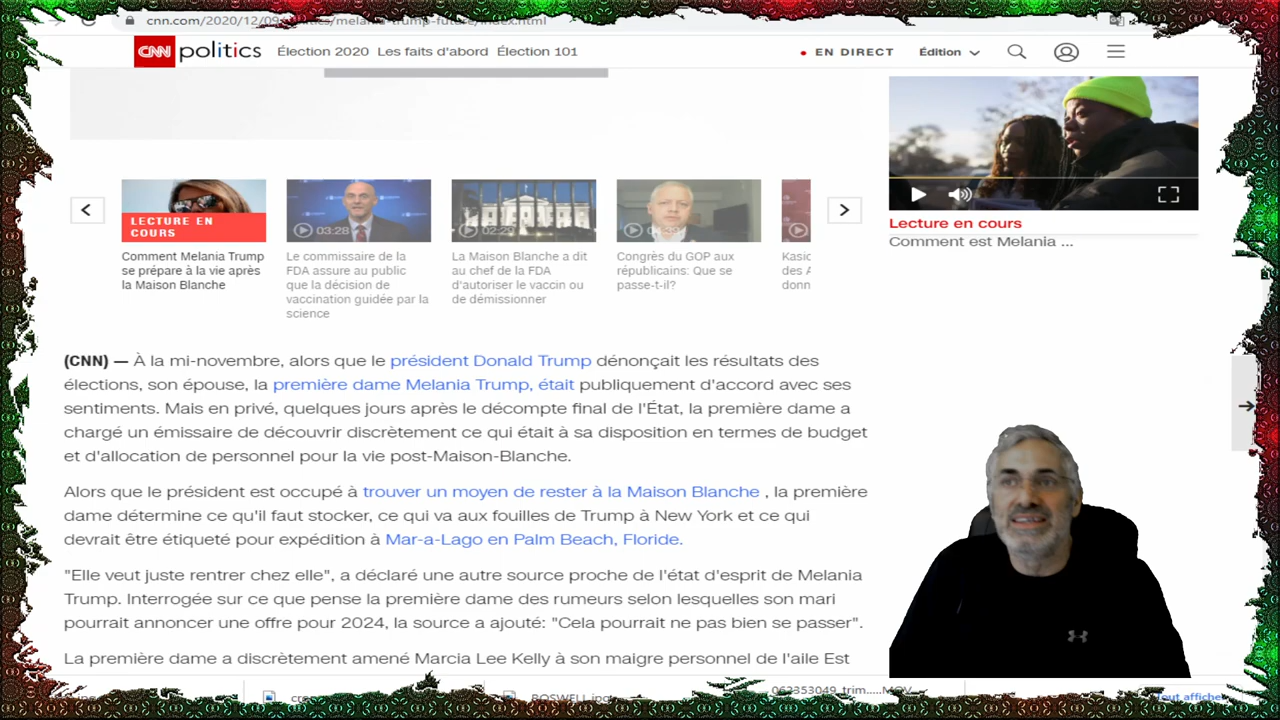 cnn.com/2020/12/09/politics/melania-trump-future/index.html
CNN politics Élection 2020 Les faits d'abord Élection 101
EN DIRECT Édition
LECTURE EN
COURS
Comment Melania Trump
se prépare à la vie après
la Maison Blanche
03:28
Le commissaire de la
FDA assure au public
que la décision de
vaccination guidée par la
science
La Maison Blanche a dit
au chef de la FDA
d'autoriser le vaccin ou
de démissionner
Congrès du GOP aux
républicains: Que se
passe-t-il?
Kasic
des A
donn
Lecture en cours
Comment est Melania ...
(CNN) — À la mi-novembre, alors que le président Donald Trump dénonçait les résultats des
élections, son épouse, la première dame Melania Trump, était publiquement d'accord avec ses
sentiments. Mais en privé, quelques jours après le décompte final de l'État, la première dame a
chargé un émissaire de découvrir discrètement ce qui était à sa disposition en termes de budget
et d'allocation de personnel pour la vie post-Maison-Blanche.
Alors que le président est occupé à trouver un moyen de rester à la Maison Blanche , la première
dame détermine ce qu'il faut stocker, ce qui va aux fouilles de Trump à New York et ce qui
devrait être étiqueté pour expédition à Mar-a-Lago en Palm Beach, Floride.
"Elle veut juste rentrer chez elle", a déclaré une autre source proche de l'état d'esprit de Melania
Trump. Interrogée sur ce que pense la première dame des rumeurs selon lesquelles son mari
pourrait annoncer une offre pour 2024, la source a ajouté: "Cela pourrait ne pas bien se passer".
La première dame a discrètement amené Marcia Lee Kelly à son maigre personnel de l'aile Est
BOSWELL.jpg
063353049_trim.....MOV
Tout afficher